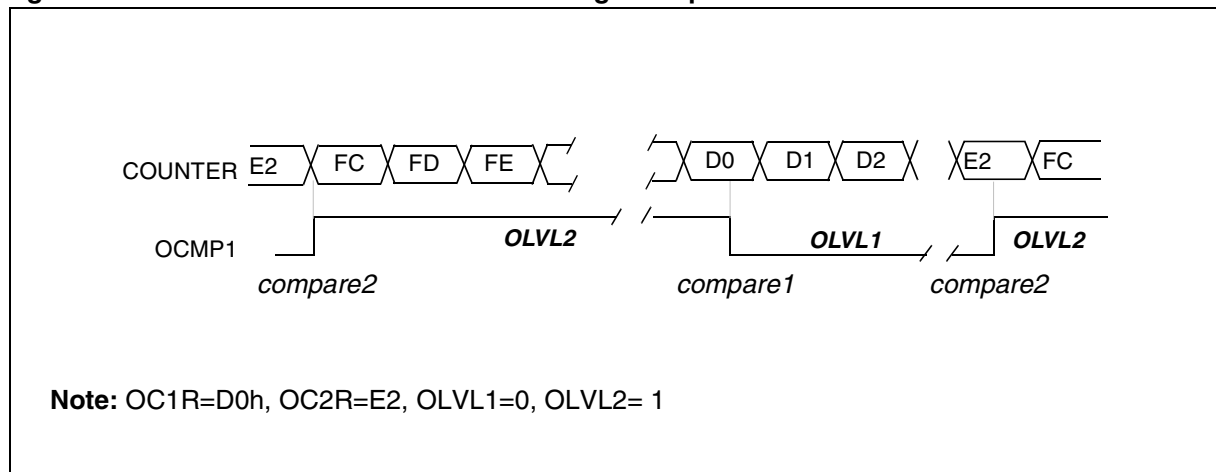 COUNTER E2 FC FD FE D0 D1 D2 E2 FC
OCMP1 OLVL2 OLVL1 OLVL2
compare2 compare1 compare2
Note: OC1R=D0h, OC2R=E2, OLVL1=0, OLVL2= 1